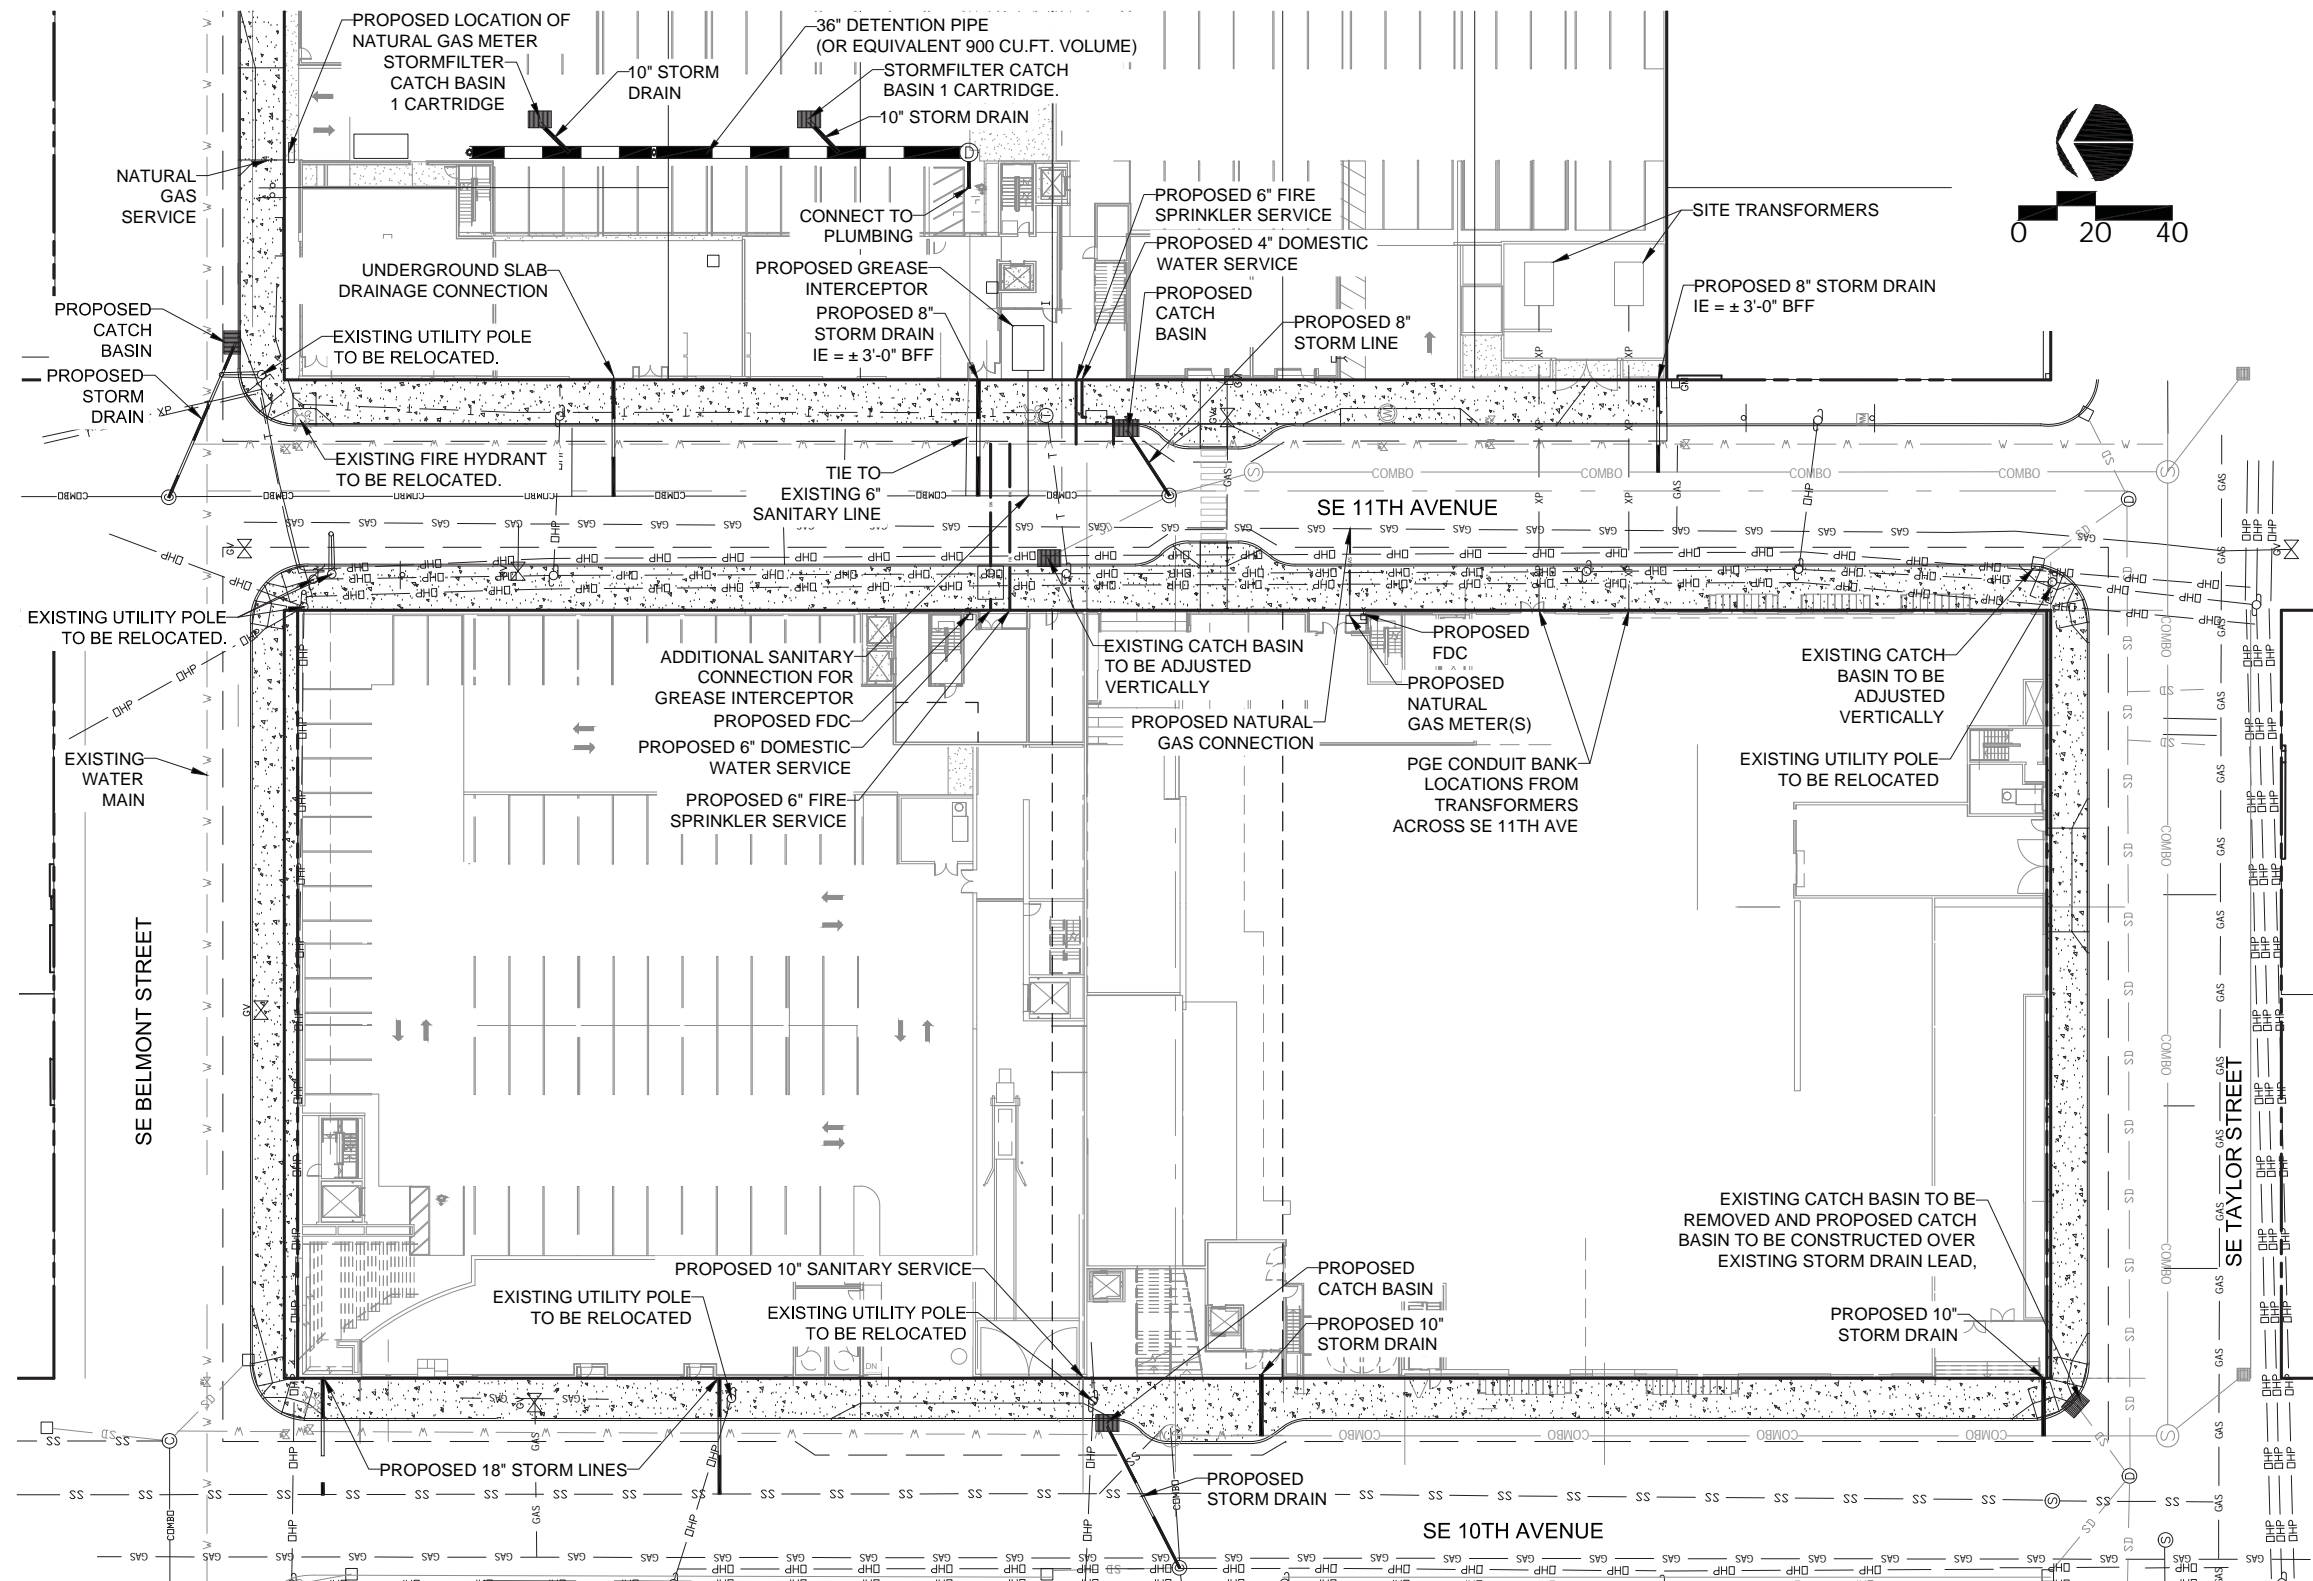 PROPOSED LOCATION OF
NATURAL GAS METER
STORMFILTER
CATCH BASIN
1 CARTRIDGE
10" STORM
DRAIN
36" DETENTION PIPE
(OR EQUIVALENT 900 CU.FT. VOLUME)
STORMFILTER CATCH
BASIN 1 CARTRIDGE.
10" STORM DRAIN
D
NATURAL
GAS
SERVICE
CONNECT TO
PLUMBING
PROPOSED 6" FIRE
SPRINKLER SERVICE
PROPOSED 4" DOMESTIC
WATER SERVICE
SITE TRANSFORMERS
0 20 40
UNDERGROUND SLAB
DRAINAGE CONNECTION
PROPOSED GREASE
INTERCEPTOR
PROPOSED 8"
STORM DRAIN
IE = ± 3'-0" BFF
PROPOSED
CATCH
BASIN
PROPOSED 8"
STORM LINE
PROPOSED 8" STORM DRAIN
IE = ± 3'-0" BFF
PROPOSED
CATCH
BASIN
EXISTING UTILITY POLE
TO BE RELOCATED.
PROPOSED
STORM
DRAIN
XP
EXISTING FIRE HYDRANT
TO BE RELOCATED.
TIE TO
EXISTING 6"
SANITARY LINE
COMBO COMBO COMBO COMBO
SE 11TH AVENUE
EXISTING UTILITY POLE
TO BE RELOCATED.
ADDITIONAL SANITARY
CONNECTION FOR
GREASE INTERCEPTOR
PROPOSED FDC
PROPOSED 6" DOMESTIC
WATER SERVICE
PROPOSED 6" FIRE
SPRINKLER SERVICE
EXISTING CATCH BASIN
TO BE ADJUSTED
VERTICALLY
PROPOSED NATURAL
GAS CONNECTION
PROPOSED
FDC
PROPOSED
NATURAL
GAS METER(S)
PGE CONDUIT BANK
LOCATIONS FROM
TRANSFORMERS
ACROSS SE 11TH AVE
EXISTING CATCH
BASIN TO BE
ADJUSTED
VERTICALLY
EXISTING UTILITY POLE
TO BE RELOCATED
EXISTING
WATER
MAIN
SE BELMONT STREET
SE TAYLOR STREET
EXISTING CATCH BASIN TO BE
REMOVED AND PROPOSED CATCH
BASIN TO BE CONSTRUCTED OVER
EXISTING STORM DRAIN LEAD,
PROPOSED 10" SANITARY SERVICE
EXISTING UTILITY POLE
TO BE RELOCATED
EXISTING UTILITY POLE
TO BE RELOCATED
PROPOSED
CATCH BASIN
PROPOSED 10"
STORM DRAIN
PROPOSED 10"
STORM DRAIN
DN
PROPOSED 18" STORM LINES
PROPOSED
STORM DRAIN
SE 10TH AVENUE